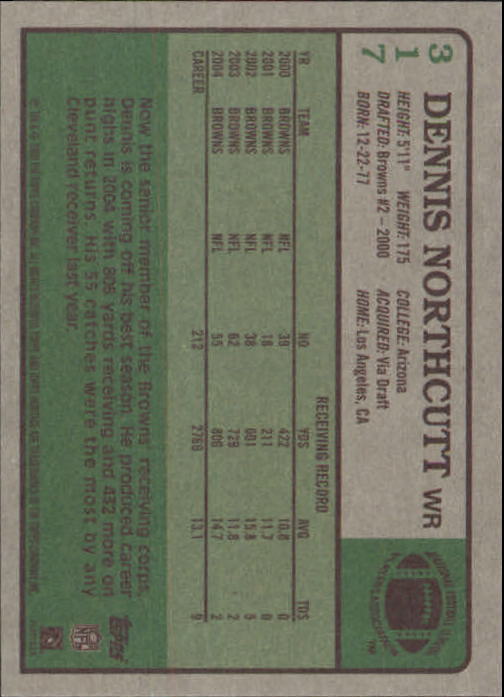 317
DENNIS NORTHCUTT WR
HEIGHT: 5'11" WEIGHT: 175 COLLEGE: Arizona
DRAFTED: Browns #2 – 2000 ACQUIRED: Via Draft
BORN: 12-22-77 HOME: Los Angeles, CA
RECEIVING RECORD
YR TEAM NO YDS AVG TDS
2000 BROWNS NFL 39 422 10.8 0
2001 BROWNS NFL 18 211 11.7 0
2002 BROWNS NFL 38 601 15.8 5
2003 BROWNS NFL 62 729 11.8 2
2004 BROWNS NFL 55 806 14.7 2
CAREER 212 2769 13.1 9
Now the senior member of the Browns' receiving corps,
Dennis is coming off his best season. He produced career
highs in 2004 with 806 yards receiving and 432 more on
punt returns. His 55 catches were the most by any
Cleveland receiver last year.
TOPPS
NFL